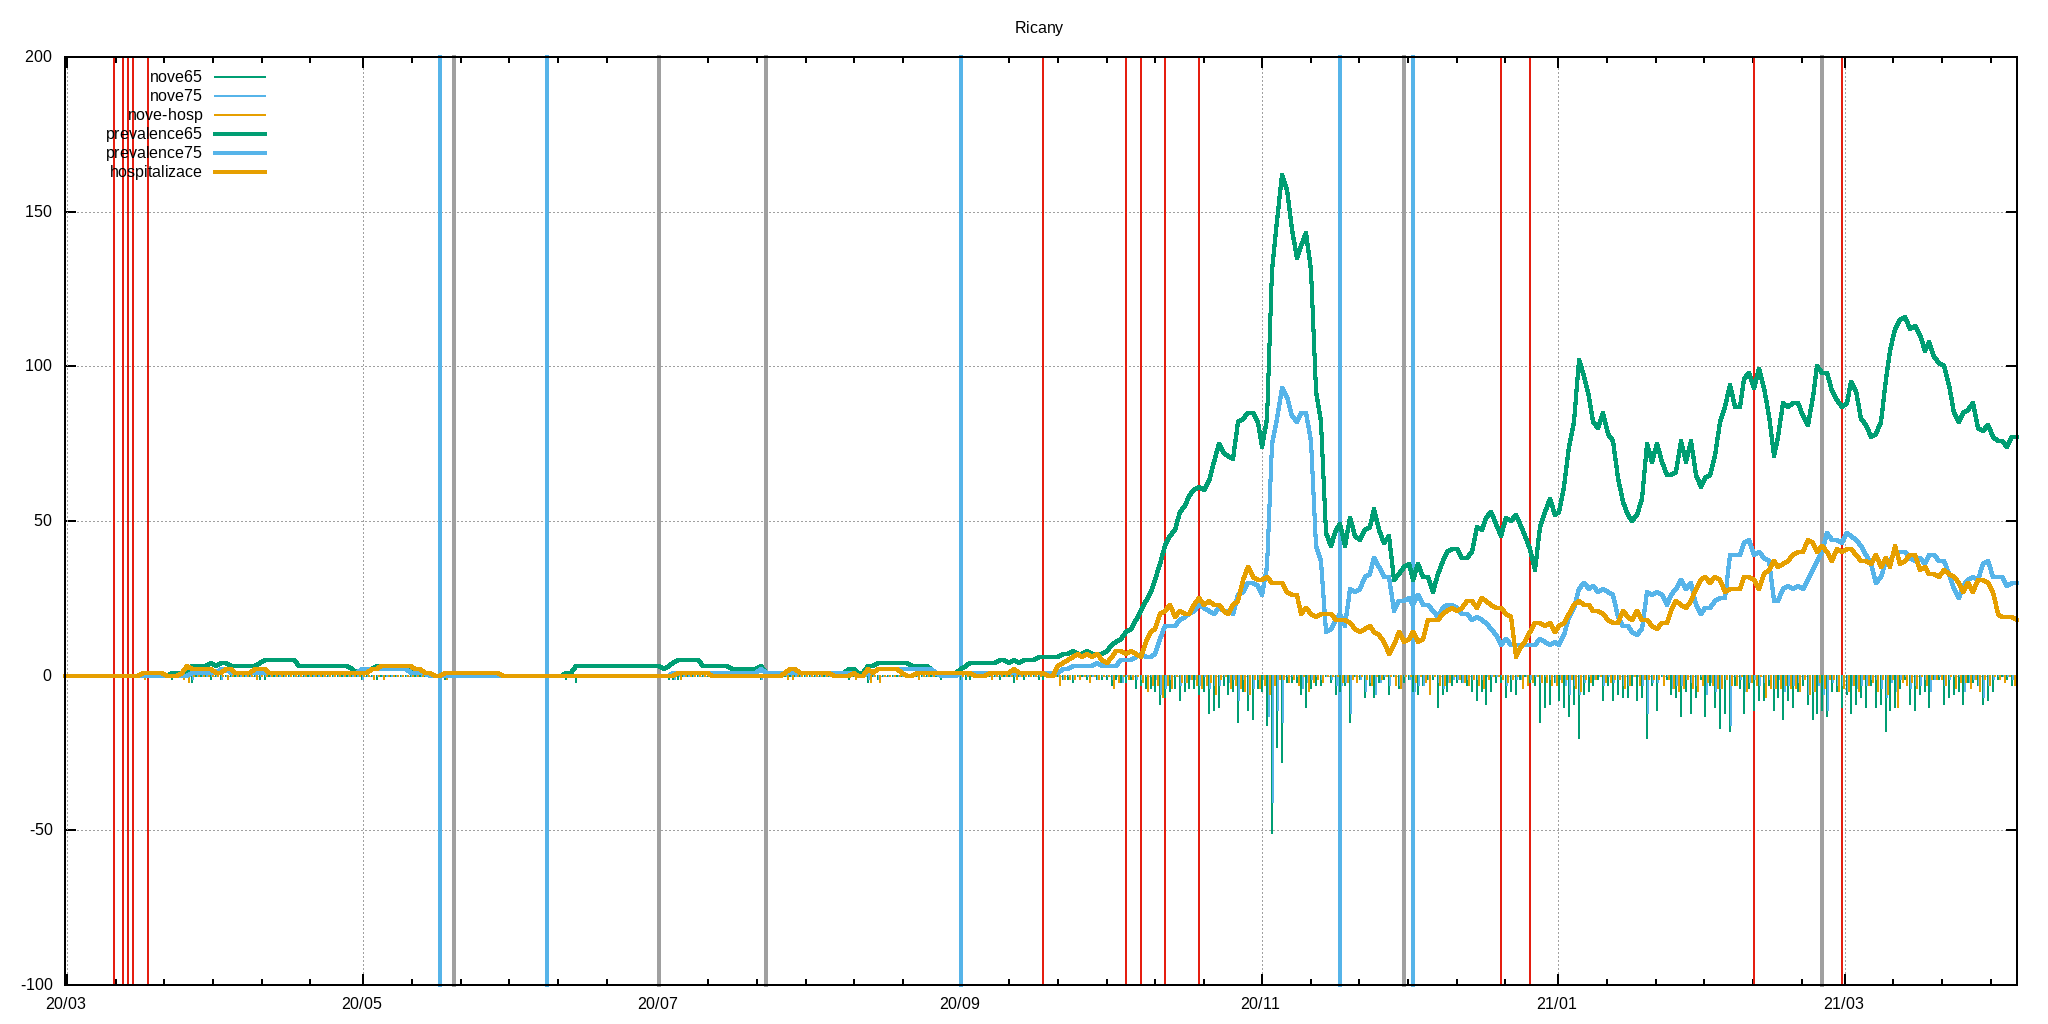 Ricany
200
150
100
50
0
-50
-100
nove65
nove75
nove-hosp
prevalence65
prevalence75
hospitalizace
20/03 20/05 20/07 20/09 20/11 21/01 21/03